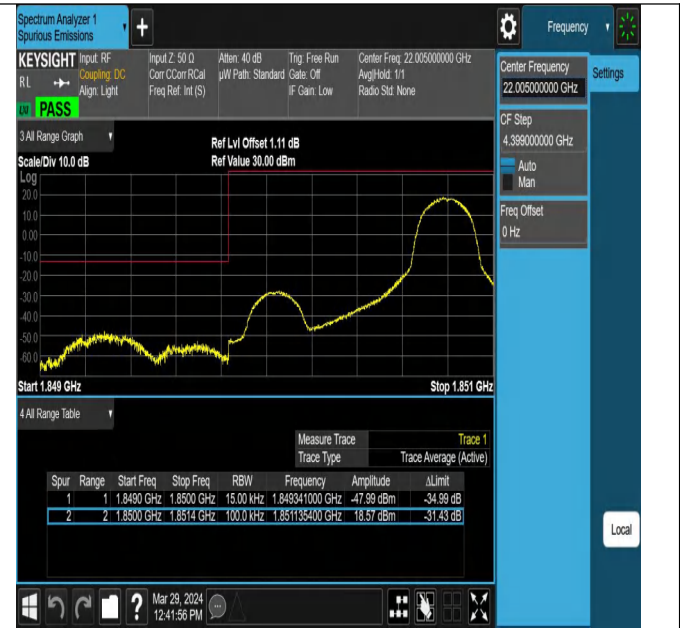 Spectrum Analyzer 1
Spurious Emissions
Frequency
KEYSIGHT Input: RF
Coupling: DC
Align: Light
RL
Input Z: 50 Ω
Corr CCorr RCal
Freq Ref: Int (S)
Atten: 40 dB
µW Path: Standard
Trig: Free Run
Gate: Off
IF Gain: Low
Center Freq: 22.005000000 GHz
Avg|Hold: 1/1
Radio Std: None
PASS
Center Frequency
22.005000000 GHz
Settings
CF Step
4.399000000 GHz
Auto
Man
Freq Offset
0 Hz
3 All Range Graph
Scale/Div 10.0 dB
Ref Lvl Offset 1.11 dB
Ref Value 30.00 dBm
Log
20.0
10.0
0.00
-10.0
-20.0
-30.0
-40.0
-50.0
-60.0
Start 1.849 GHz
Stop 1.851 GHz
4 All Range Table
Measure Trace Trace 1
Trace Type Trace Average (Active)
Spur Range Start Freq Stop Freq RBW Frequency Amplitude ΔLimit
1 1 1.8490 GHz 1.8500 GHz 15.00 kHz 1.849341000 GHz -47.99 dBm -34.99 dB
2 2 1.8500 GHz 1.8514 GHz 100.0 kHz 1.851135400 GHz 18.57 dBm -31.43 dB
Local
Mar 29, 2024
12:41:56 PM